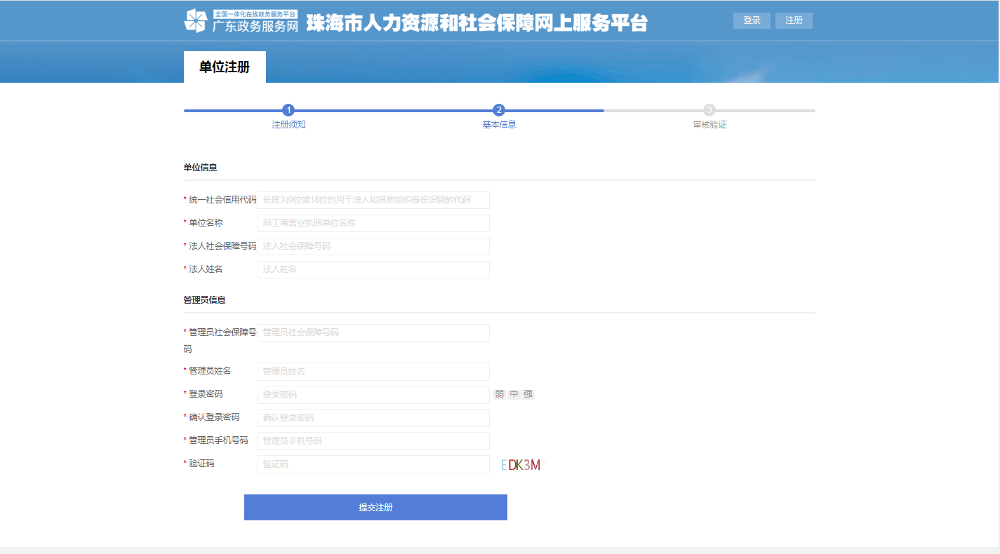 全国一体化在线政务服务平台
广东政务服务网
珠海市人力资源和社会保障网上服务平台
登录 注册
单位注册
1 2 3
注册须知 基本信息 审核验证
单位信息
* 统一社会信用代码 长度为9位或18位的用于法人和其他组织身份识别的代码
* 单位名称 同工商营业执照单位名称
* 法人社会保障号码 法人社会保障号码
* 法人姓名 法人姓名
管理员信息
* 管理员社会保障号 管理员社会保障号码
码
* 管理员姓名 管理员姓名
* 登录密码 登录密码 弱 中 强
* 确认登录密码 确认登录密码
* 管理员手机号码 管理员手机号码
* 验证码 验证码 EDK3M
提交注册